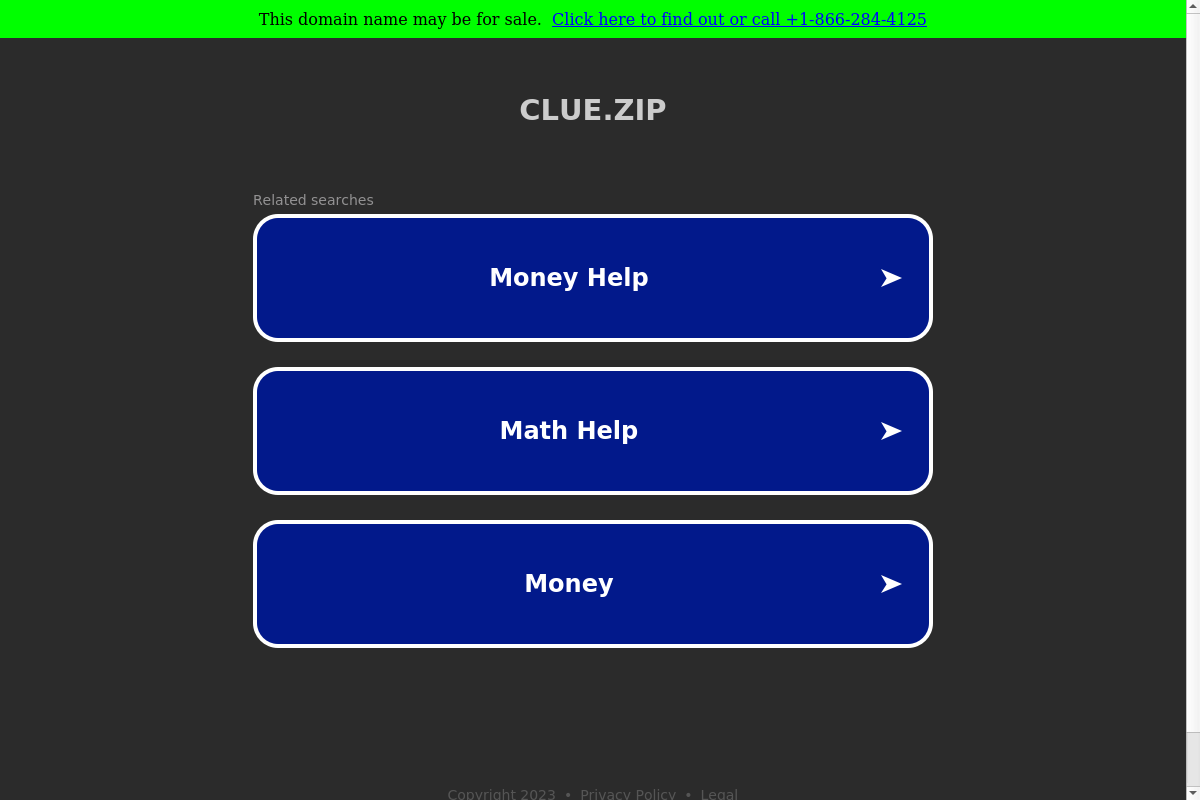 This domain name may be for sale. Click here to find out or call +1-866-284-4125
CLUE.ZIP
Related searches
Money Help
Math Help
Money
Copyright 2023 • Privacy Policy • Legal